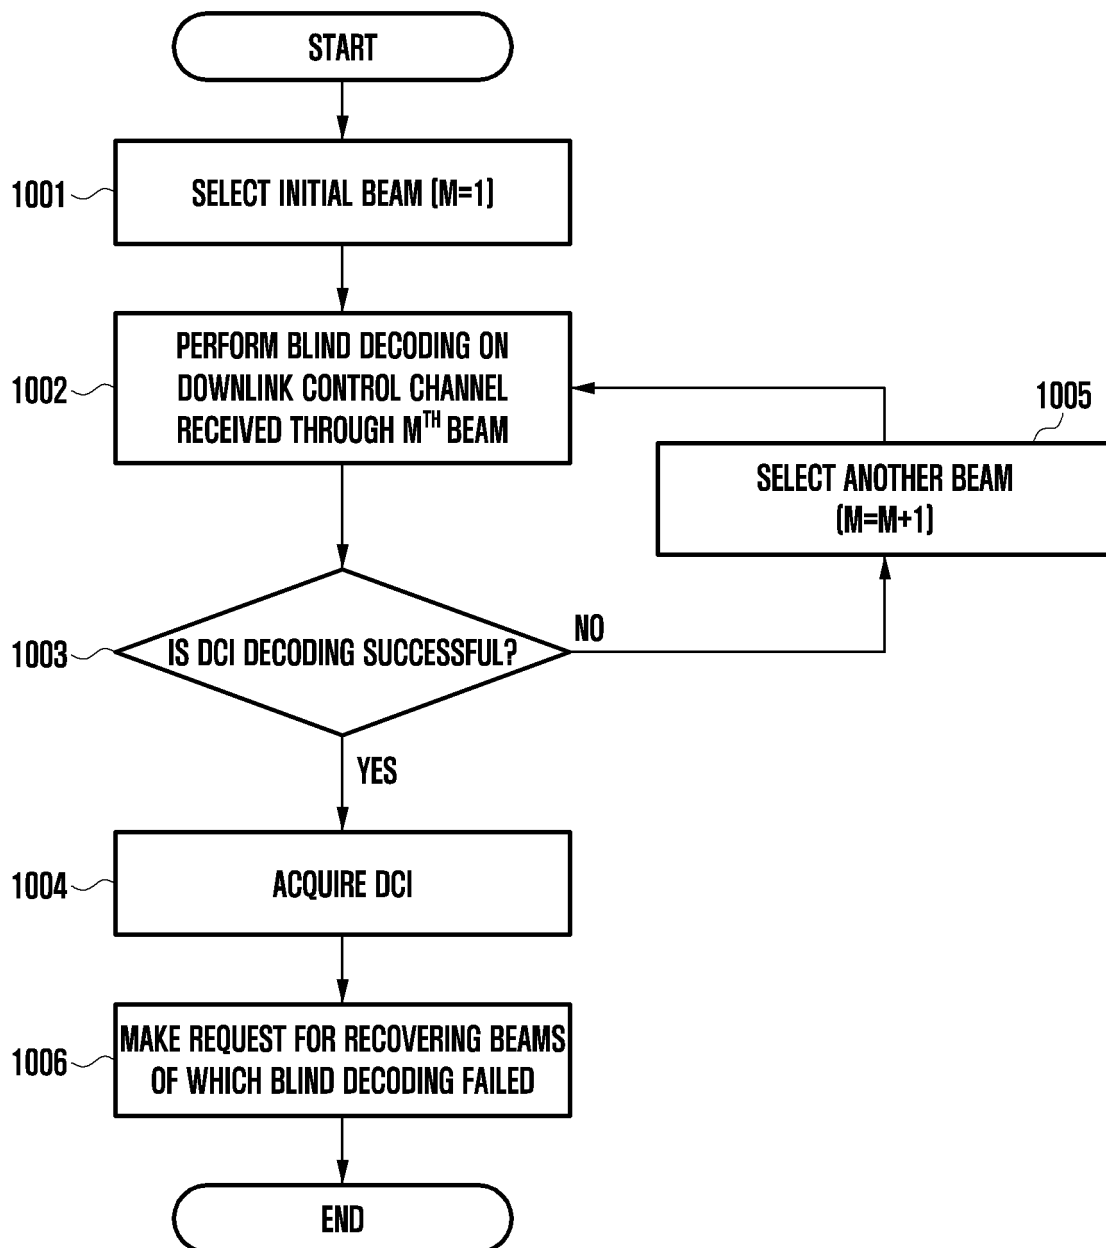 START
1001
SELECT INITIAL BEAM (M=1)
1002
PERFORM BLIND DECODING ON
DOWNLINK CONTROL CHANNEL
RECEIVED THROUGH MTH BEAM
1005
SELECT ANOTHER BEAM
(M=M+1)
1003
IS DCI DECODING SUCCESSFUL?
NO
YES
1004
ACQUIRE DCI
1006
MAKE REQUEST FOR RECOVERING BEAMS
OF WHICH BLIND DECODING FAILED
END